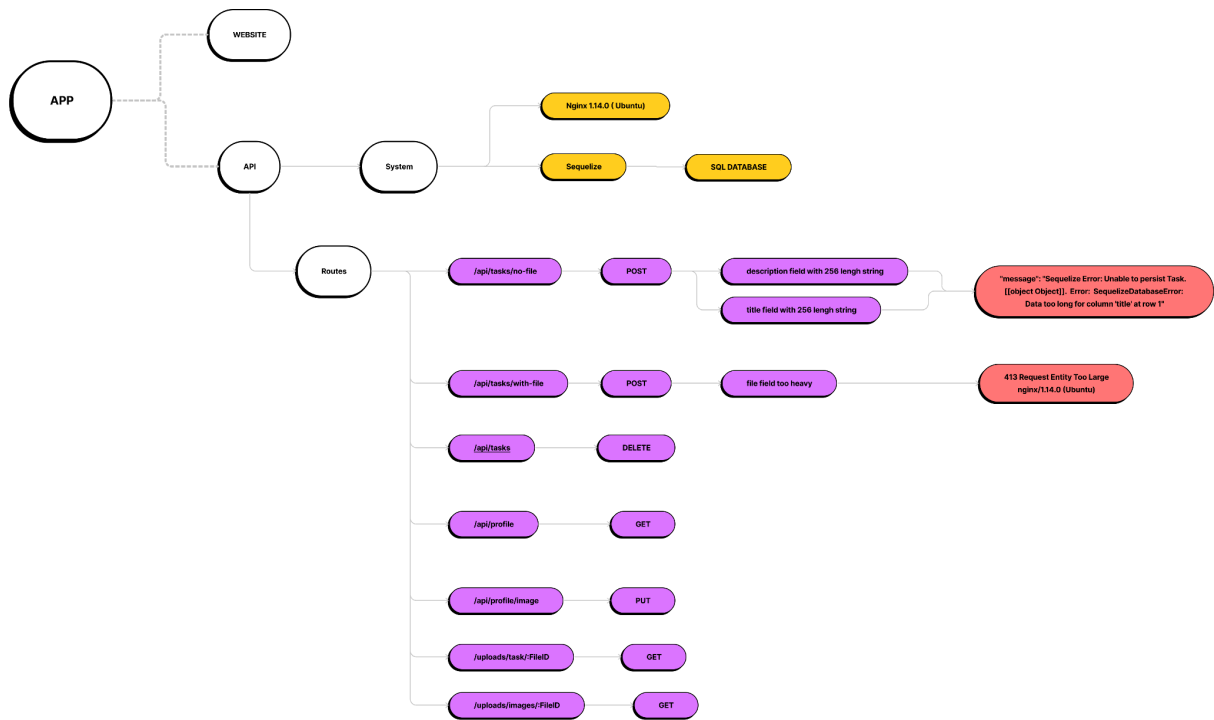 WEBSITE
APP
Nginx 1.14.0 ( Ubuntu)
API
System
Sequelize
SQL DATABASE
Routes
/api/tasks/no-file
POST
description field with 256 lengh string
title field with 256 lengh string
"message": "Sequelize Error: Unable to persist Task.
[[object Object]]. Error: SequelizeDatabaseError:
Data too long for column 'title' at row 1"
/api/tasks/with-file
POST
file field too heavy
413 Request Entity Too Large
nginx/1.14.0 (Ubuntu)
/api/tasks
DELETE
/api/profile
GET
/api/profile/image
PUT
/uploads/task/:FileID
GET
/uploads/images/:FileID
GET